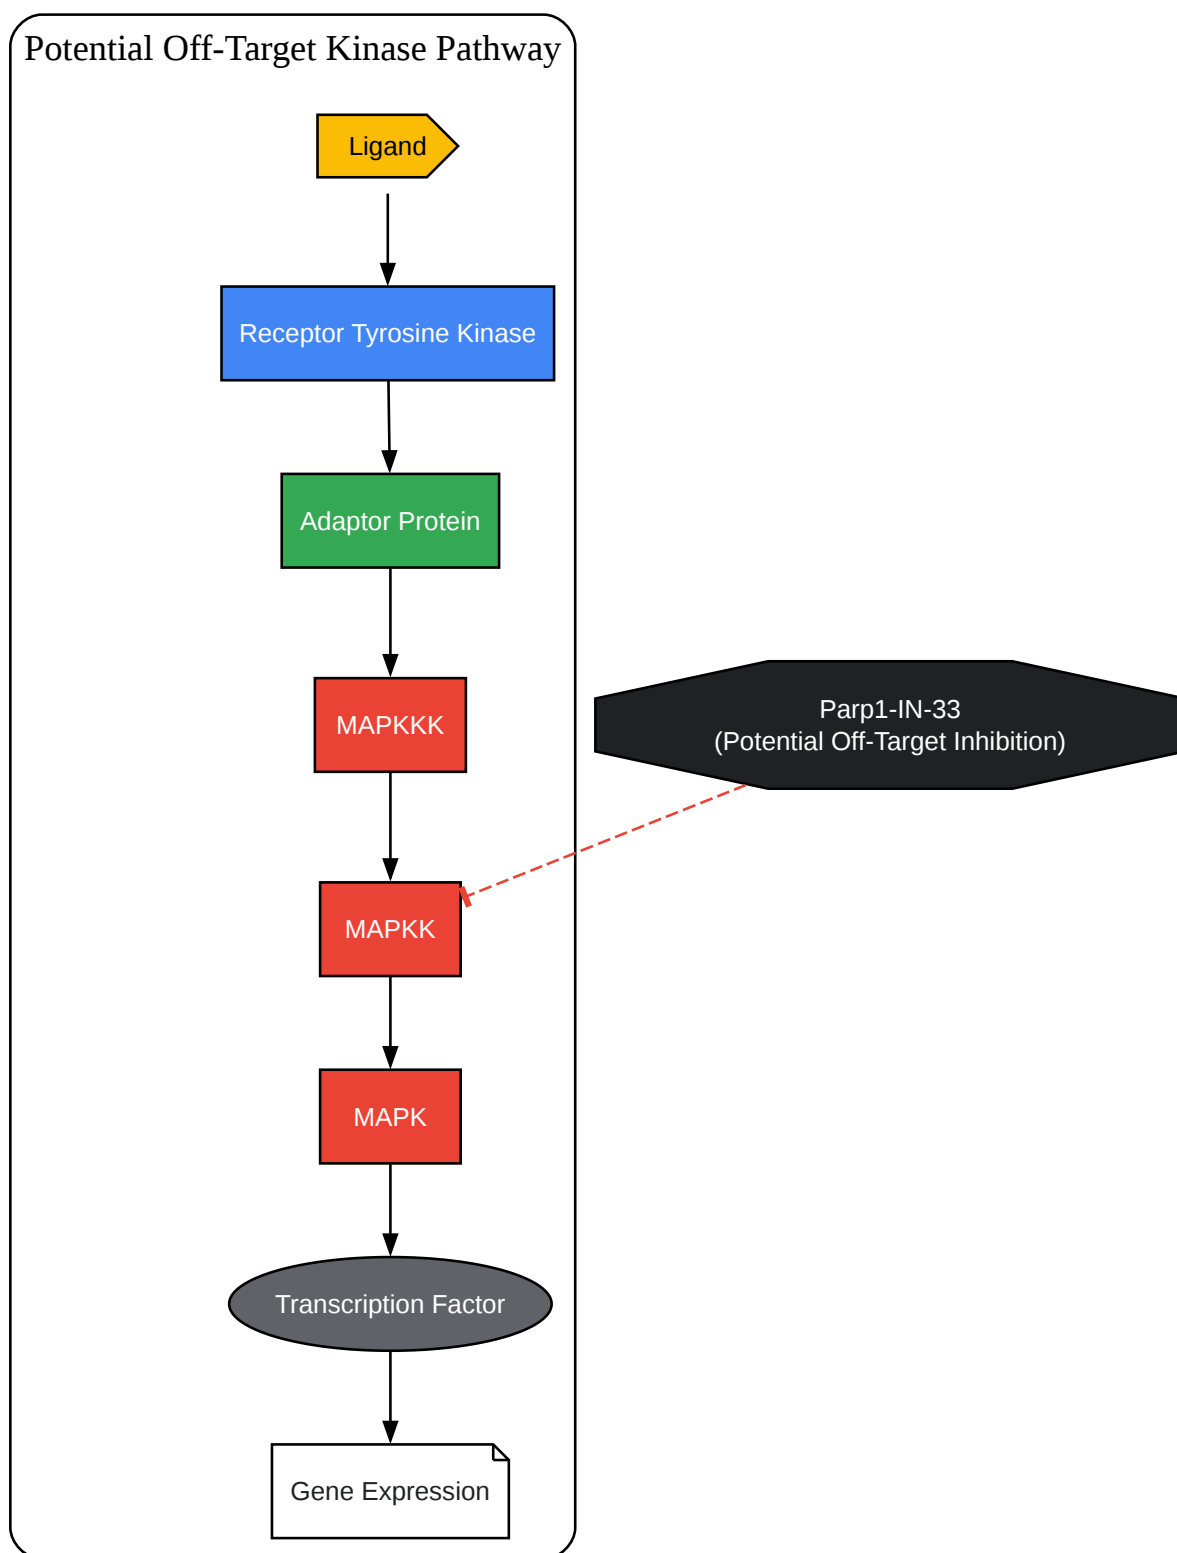 Potential Off-Target Kinase Pathway
Ligand
Receptor Tyrosine Kinase
Adaptor Protein
MAPKKK
Parp1-IN-33
(Potential Off-Target Inhibition)
MAPKK
MAPK
Transcription Factor
Gene Expression